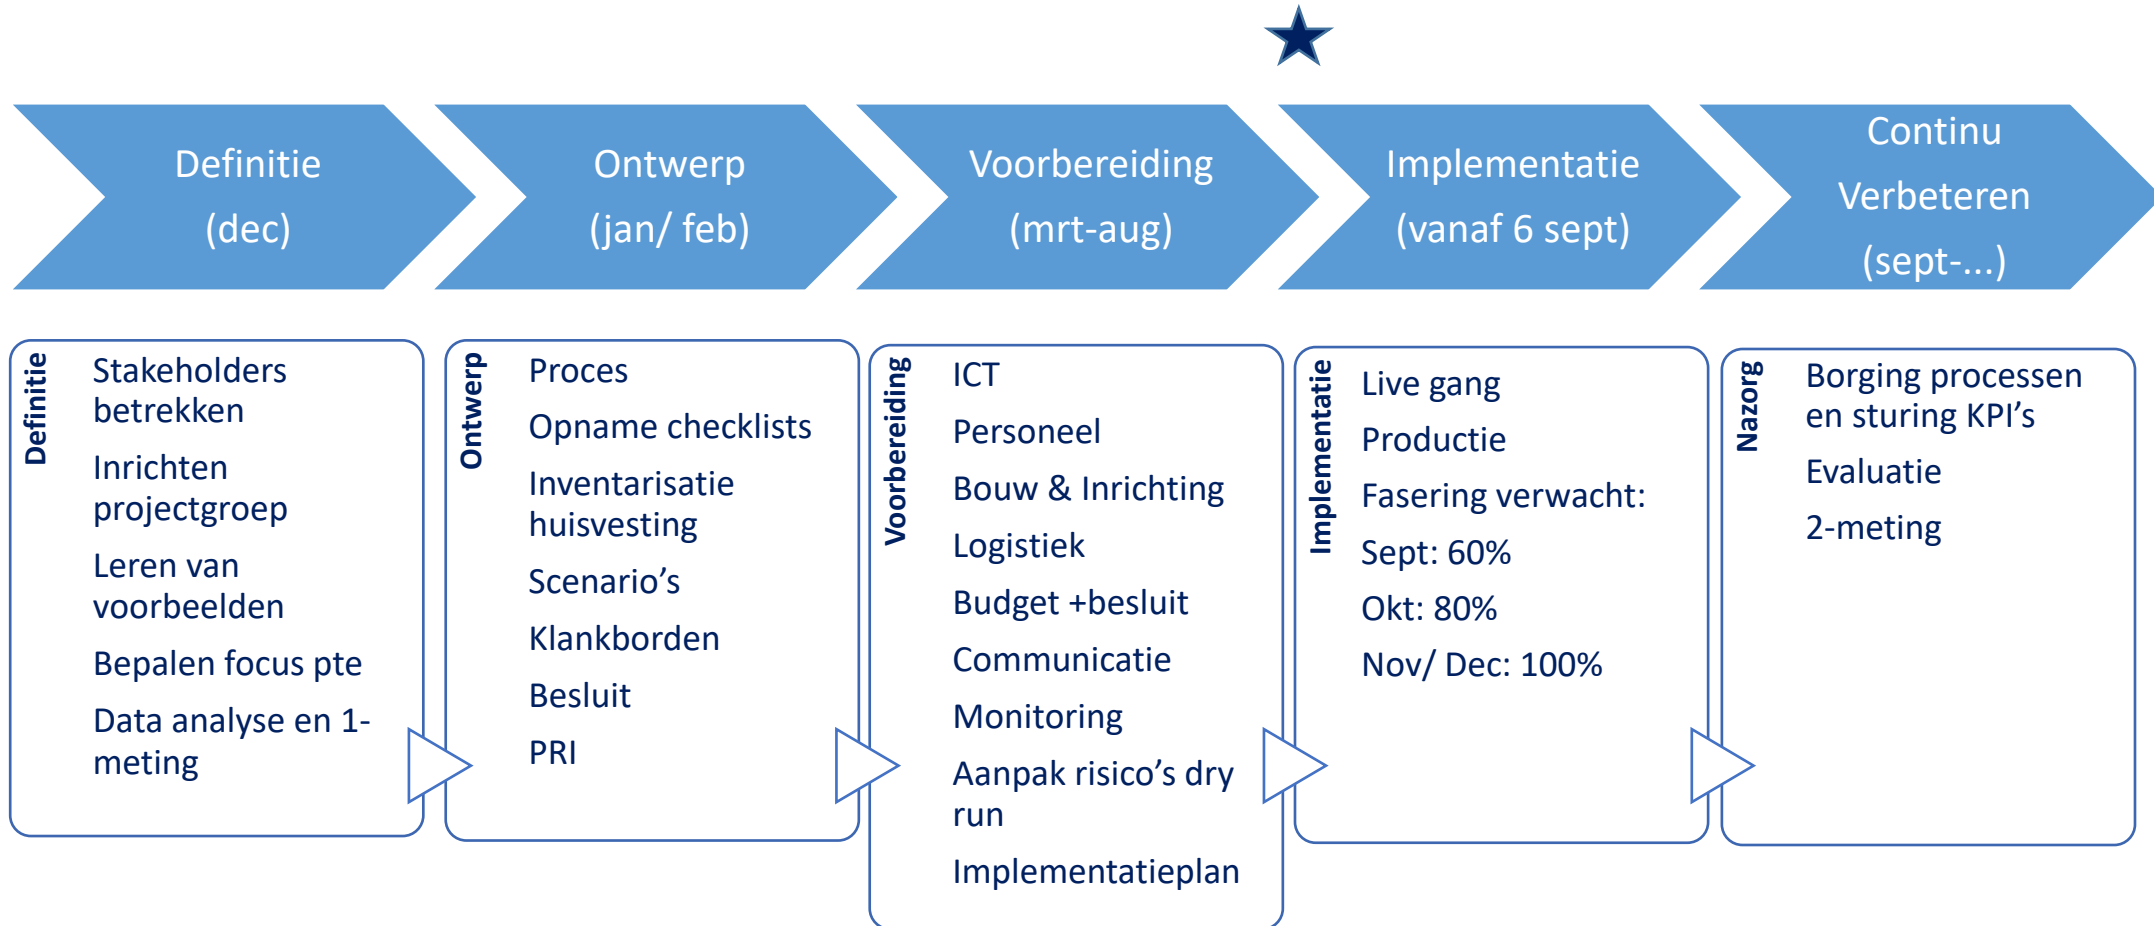 Definitie
(dec)
Ontwerp
(jan/ feb)
Voorbereiding
(mrt-aug)
Implementatie
(vanaf 6 sept)
Continu
Verbeteren
(sept-...)
Definitie
Stakeholders
betrekken
Inrichten
projectgroep
Leren van
voorbeelden
Bepalen focus pte
Data analyse en 1-
meting
Ontwerp
Proces
Opname checklists
Inventarisatie
huisvesting
Scenario’s
Klankborden
Besluit
PRI
Voorbereiding
ICT
Personeel
Bouw & Inrichting
Logistiek
Budget +besluit
Communicatie
Monitoring
Aanpak risico’s dry
run
Implementatieplan
Implementatie
Live gang
Productie
Fasering verwacht:
Sept: 60%
Okt: 80%
Nov/ Dec: 100%
Nazorg
Borging processen
en sturing KPI’s
Evaluatie
2-meting